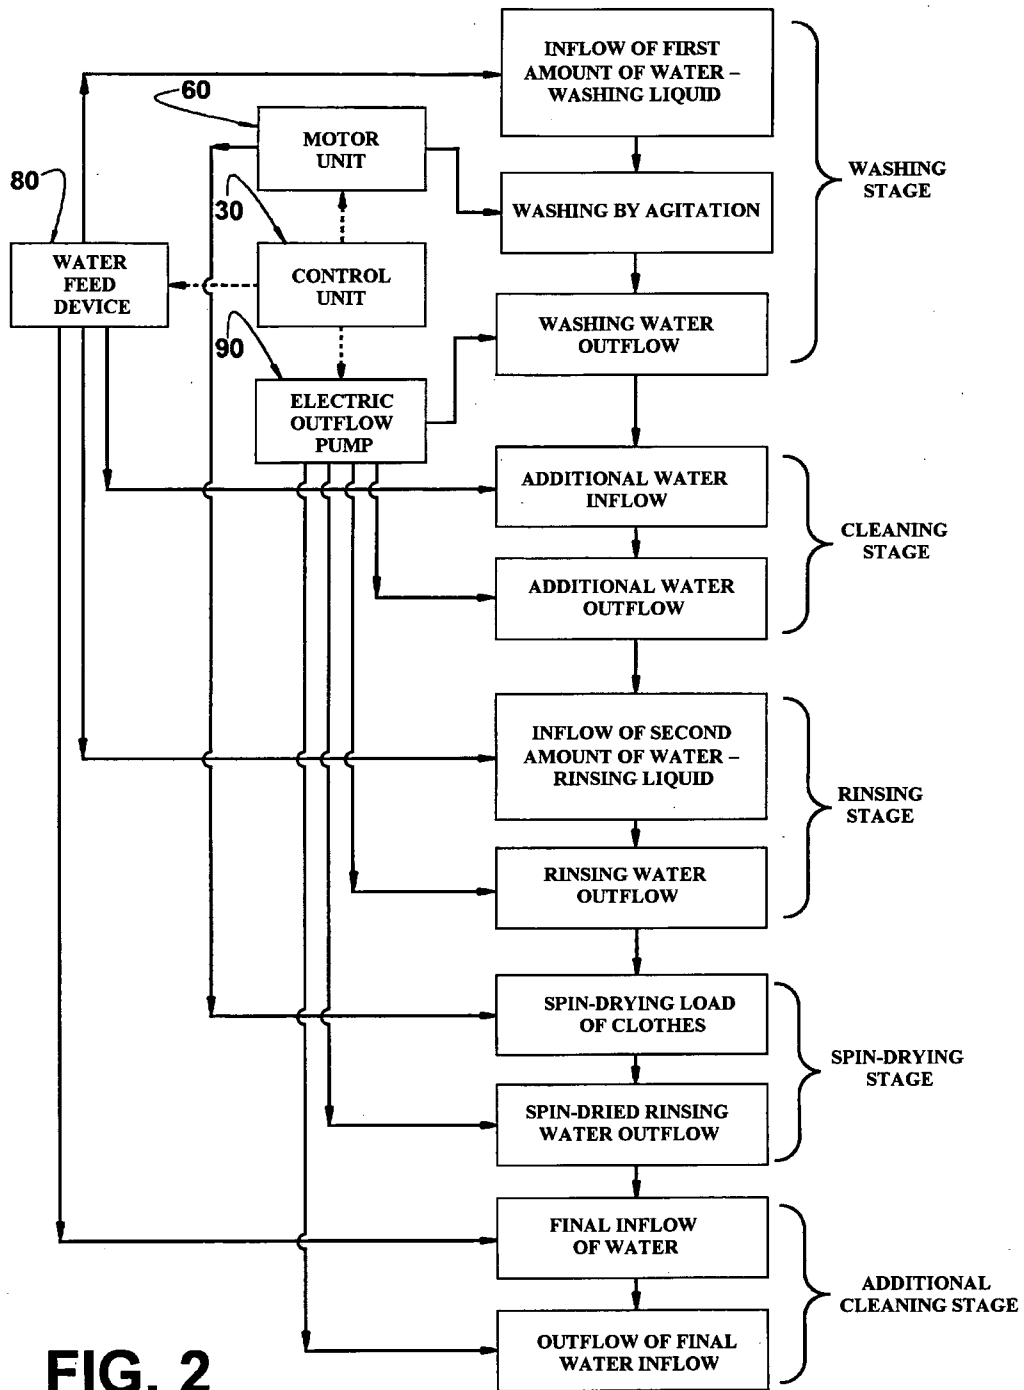 INFLOW OF FIRST
AMOUNT OF WATER –
WASHING LIQUID
60
MOTOR
UNIT
WASHING
STAGE
80
30
WASHING BY AGITATION
WATER
FEED
DEVICE
CONTROL
UNIT
90
WASHING WATER
OUTFLOW
ELECTRIC
OUTFLOW
PUMP
ADDITIONAL WATER
INFLOW
CLEANING
STAGE
ADDITIONAL WATER
OUTFLOW
INFLOW OF SECOND
AMOUNT OF WATER –
RINSING LIQUID
RINSING
STAGE
RINSING WATER
OUTFLOW
SPIN-DRYING LOAD
OF CLOTHES
SPIN-DRYING
STAGE
SPIN-DRIED RINSING
WATER OUTFLOW
FINAL INFLOW
OF WATER
ADDITIONAL
CLEANING STAGE
OUTFLOW OF FINAL
WATER INFLOW
FIG. 2